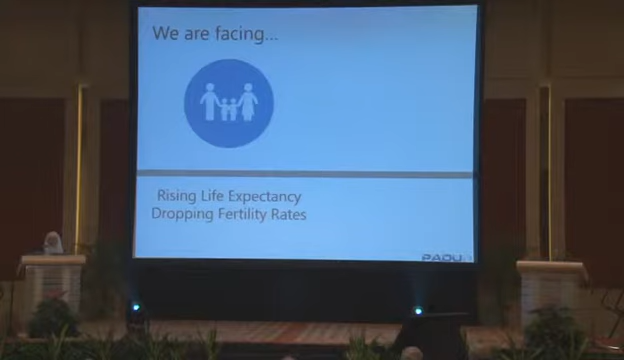 We are facing...
Rising Life Expectancy
Dropping Fertility Rates
PADU